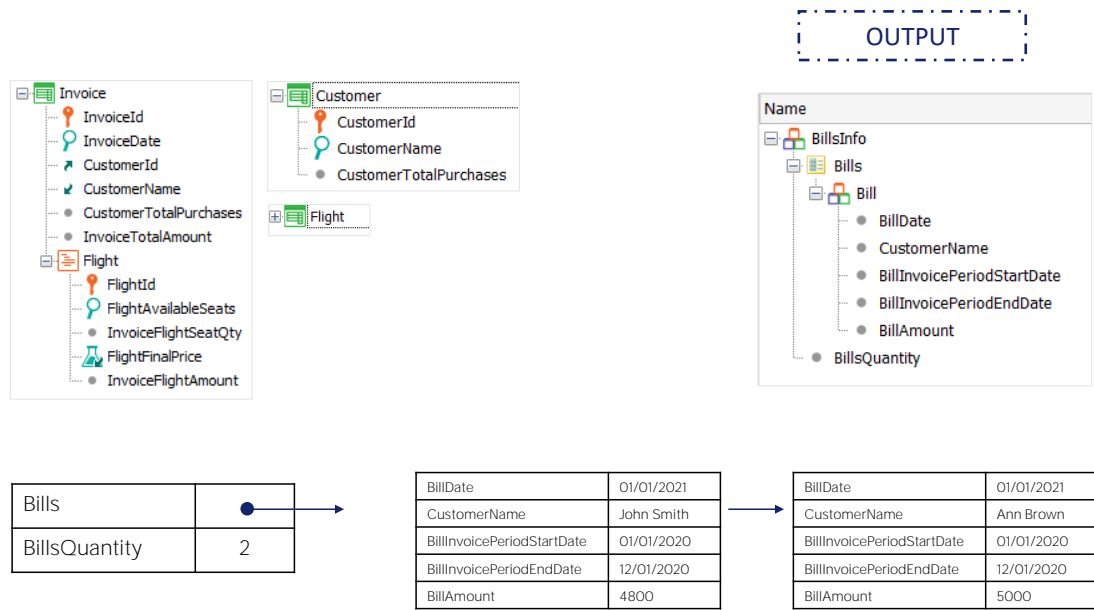 OUTPUT
Invoice
InvoiceId
InvoiceDate
CustomerId
CustomerName
CustomerTotalPurchases
InvoiceTotalAmount
Flight
FlightId
FlightAvailableSeats
InvoiceFlightSeatQty
FlightFinalPrice
InvoiceFlightAmount
Customer
CustomerId
CustomerName
CustomerTotalPurchases
Flight
Name
BillsInfo
Bills
Bill
BillDate
CustomerName
BillInvoicePeriodStartDate
BillInvoicePeriodEndDate
BillAmount
BillsQuantity
Bills
BillsQuantity 2
BillDate 01/01/2021
CustomerName John Smith
BillInvoicePeriodStartDate 01/01/2020
BillInvoicePeriodEndDate 12/01/2020
BillAmount 4800
BillDate 01/01/2021
CustomerName Ann Brown
BillInvoicePeriodStartDate 01/01/2020
BillInvoicePeriodEndDate 12/01/2020
BillAmount 5000